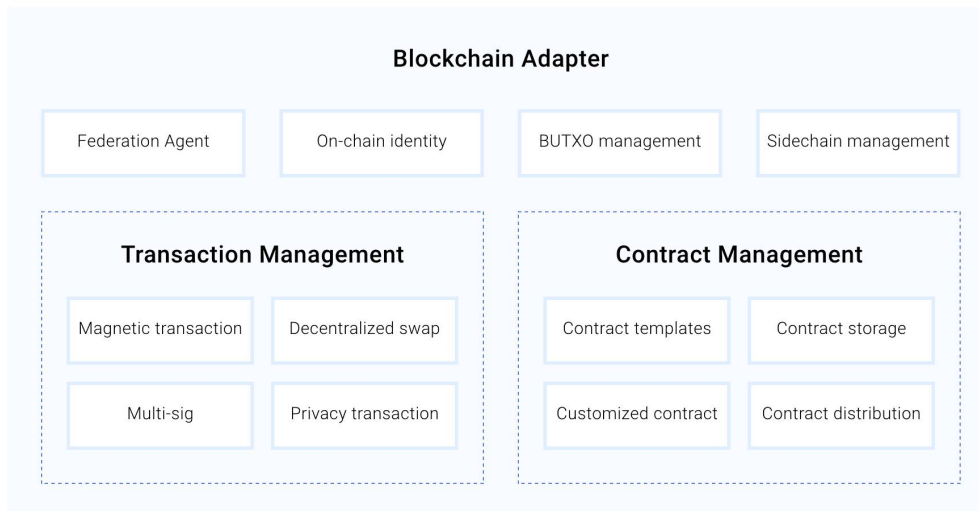 Blockchain Adapter
Federation Agent
On-chain identity
BUTXO management
Sidechain management
Transaction Management
Magnetic transaction
Decentralized swap
Multi-sig
Privacy transaction
Contract Management
Contract templates
Contract storage
Customized contract
Contract distribution